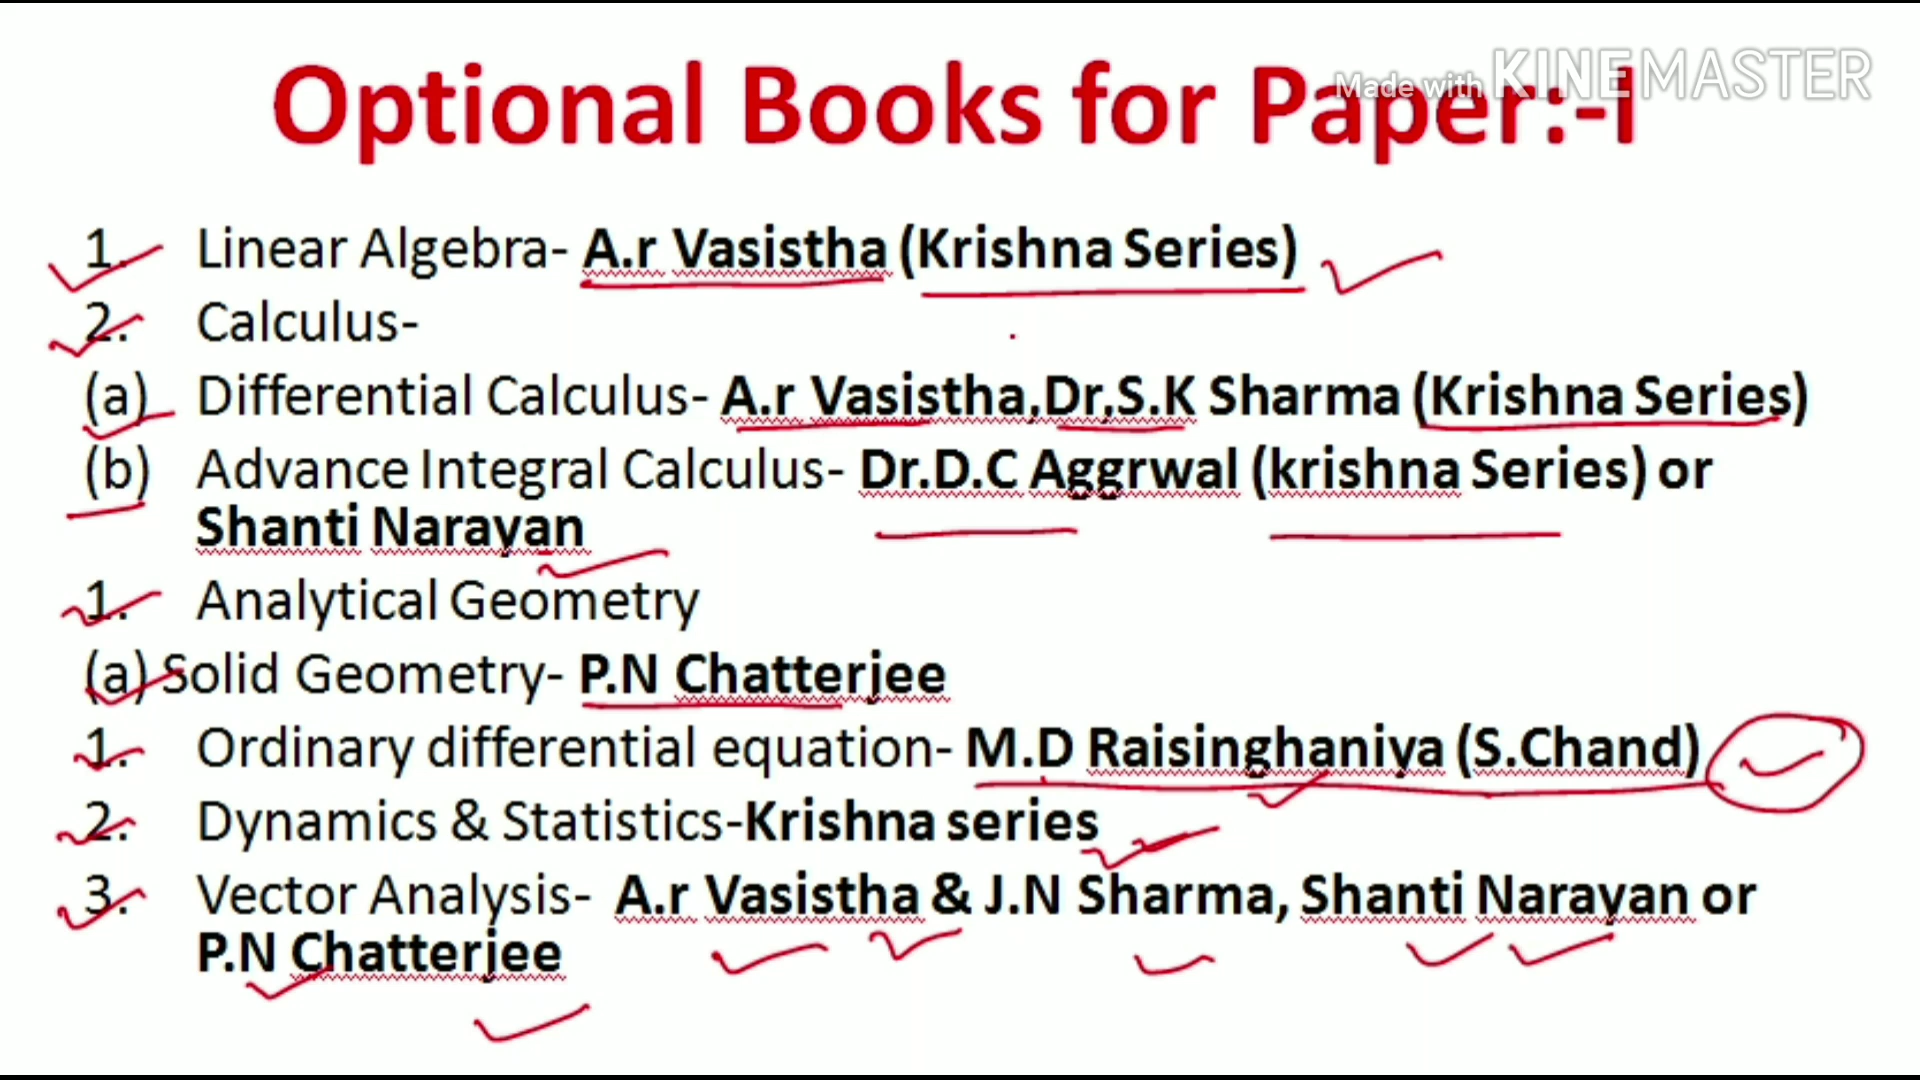 Optional Books for Paper:-I
Made with KINEMASTER
1. Linear Algebra- A.r Vasistha (Krishna Series)
2. Calculus-
(a) Differential Calculus- A.r Vasistha,Dr,S.K Sharma (Krishna Series)
(b) Advance Integral Calculus- Dr.D.C Aggrwal (krishna Series) or
Shanti Narayan
1. Analytical Geometry
(a) Solid Geometry- P.N Chatterjee
1. Ordinary differential equation- M.D Raisinghaniya (S.Chand)
2. Dynamics & Statistics-Krishna series
3. Vector Analysis- A.r Vasistha & J.N Sharma, Shanti Narayan or
P.N Chatterjee